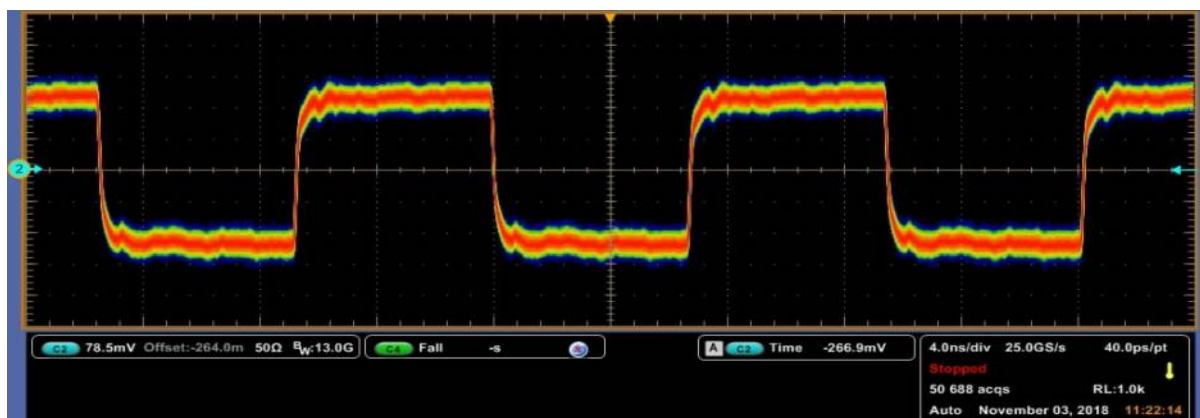 2
C2 78.5mV Offset:-264.0m 50Ω BW:13.0G
C4 Fall -s
A C2 Time -266.9mV
4.0ns/div 25.0GS/s 40.0ps/pt
Stopped
50 688 acqs RL:1.0k
Auto November 03, 2018 11:22:14